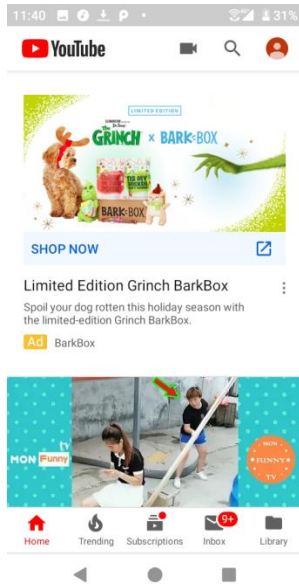 11:40
31%
YouTube
LIMITED EDITION
GRINCH × BARK BOX
BARK BOX
SHOP NOW
Limited Edition Grinch BarkBox
Spoil your dog rotten this holiday season with
the limited-edition Grinch BarkBox.
Ad BarkBox
MON Funny tv
MON
FUNNY
TV
9+
Home Trending Subscriptions Inbox Library